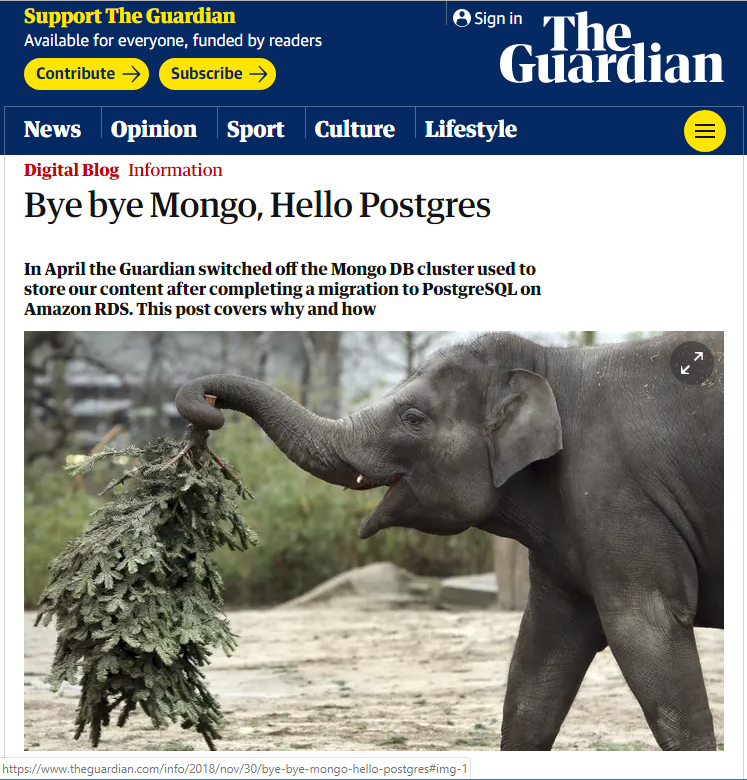 Support The Guardian
Available for everyone, funded by readers
Contribute →
Subscribe →
Sign in
The
Guardian
News
Opinion
Sport
Culture
Lifestyle
Digital Blog Information
Bye bye Mongo, Hello Postgres
In April the Guardian switched off the Mongo DB cluster used to
store our content after completing a migration to PostgreSQL on
Amazon RDS. This post covers why and how
https://www.theguardian.com/info/2018/nov/30/bye-bye-mongo-hello-postgres#img-1